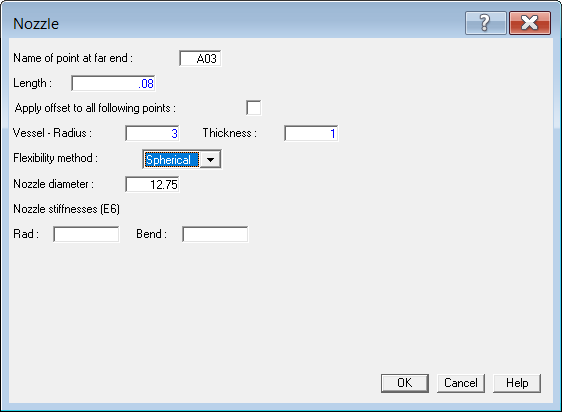 Nozzle
Name of point at far end : A03
Length : .08
Apply offset to all following points :
Vessel - Radius : 3 Thickness : 1
Flexibility method : Spherical
Nozzle diameter : 12.75
Nozzle stiffnesses (E6)
Rad : Bend :
OK Cancel Help